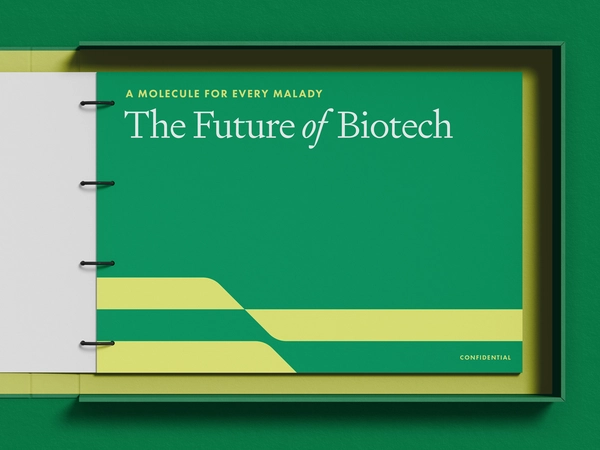 A MOLECULE FOR EVERY MALADY
The Future of Biotech
CONFIDENTIAL